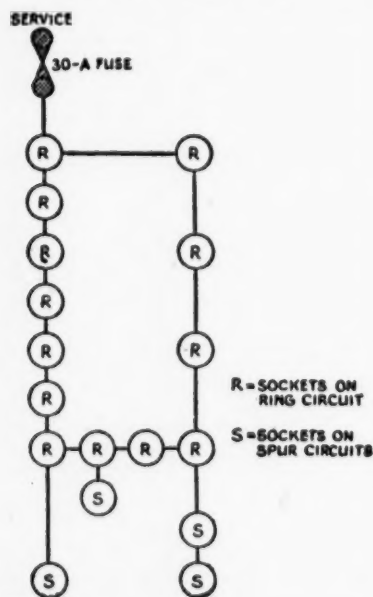 SERVICE
30-A FUSE
R R
R
R R
R
R R
R
R = SOCKETS ON
RING CIRCUIT
R R R R
S = SOCKETS ON
SPUR CIRCUITS
S
S
S S